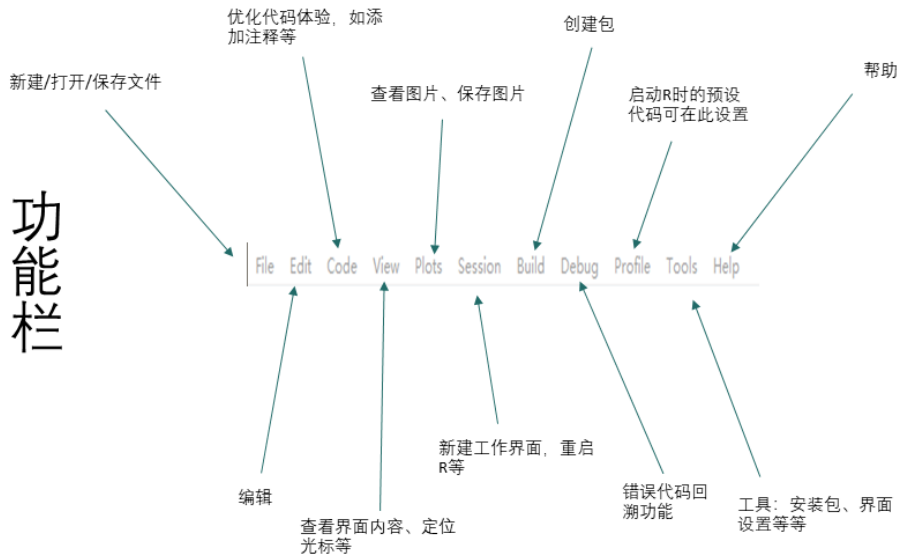 优化代码体验，如添
加注释等
创建包
新建/打开/保存文件
查看图片、保存图片
启动R时的预设
代码可在此设置
帮助
功能栏
File Edit Code View Plots Session Build Debug Profile Tools Help
编辑
查看界面内容、定位
光标等
新建工作界面，重启
R等
错误代码回
溯功能
工具：安装包、界面
设置等等